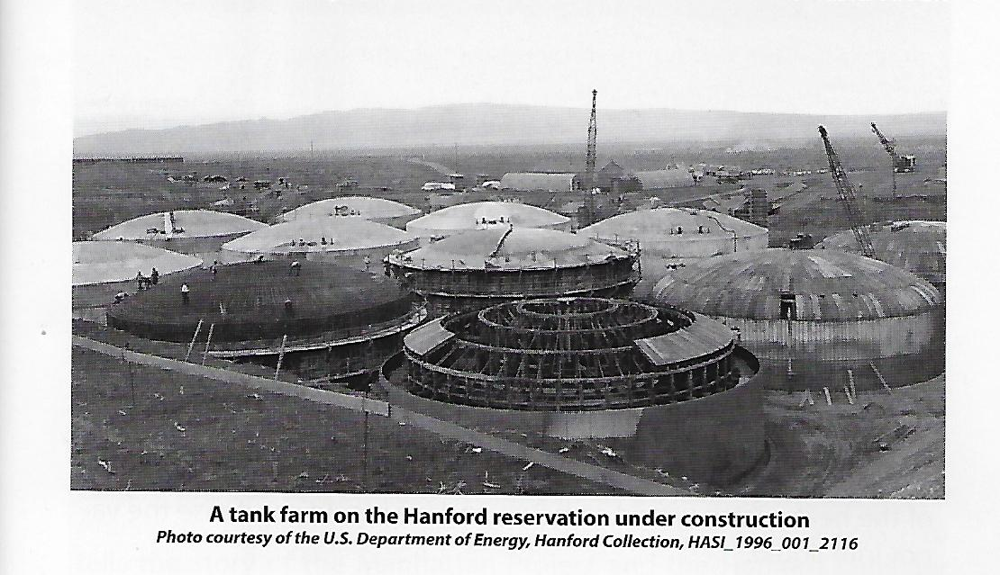 A tank farm on the Hanford reservation under construction
Photo courtesy of the U.S. Department of Energy, Hanford Collection, HASI_1996_001_2116